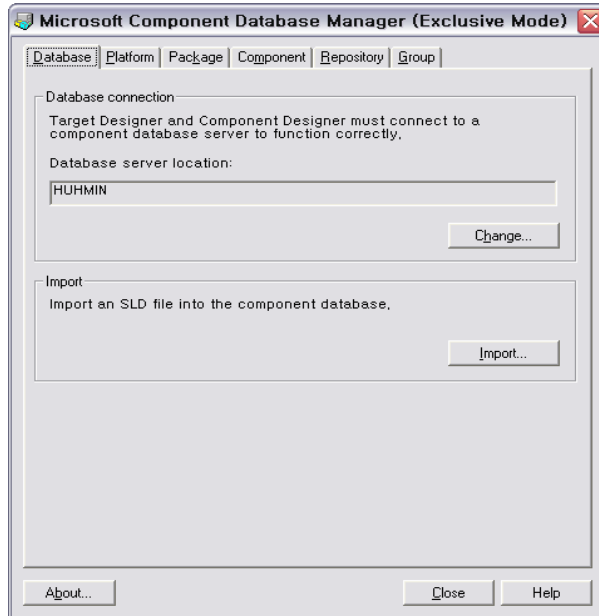 Microsoft Component Database Manager (Exclusive Mode)
Database Platform Package Component Repository Group
Database connection
Target Designer and Component Designer must connect to a
component database server to function correctly,
Database server location:
HUHMIN
Change...
Import
Import an SLD file into the component database,
Import...
About... Close Help